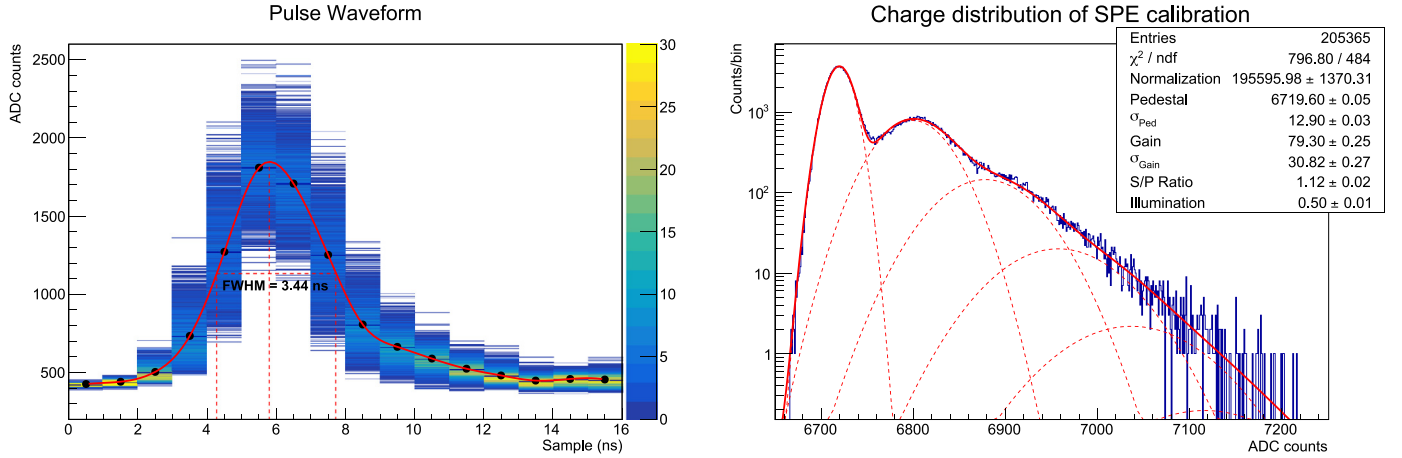 Pulse Waveform
ADC counts
2500
2000
1500
1000
500
FWHM = 3.44 ns
0 2 4 6 8 10 12 14 16
Sample (ns)
30
25
20
15
10
5
0
Charge distribution of SPE calibration
Counts/bin
10³
10²
10
1
6700 6800 6900 7000 7100 7200
ADC counts
Entries 205365
χ² / ndf 796.80 / 484
Normalization 195595.98 ± 1370.31
Pedestal 6719.60 ± 0.05
σPed 12.90 ± 0.03
Gain 79.30 ± 0.25
σGain 30.82 ± 0.27
S/P Ratio 1.12 ± 0.02
Illumination 0.50 ± 0.01